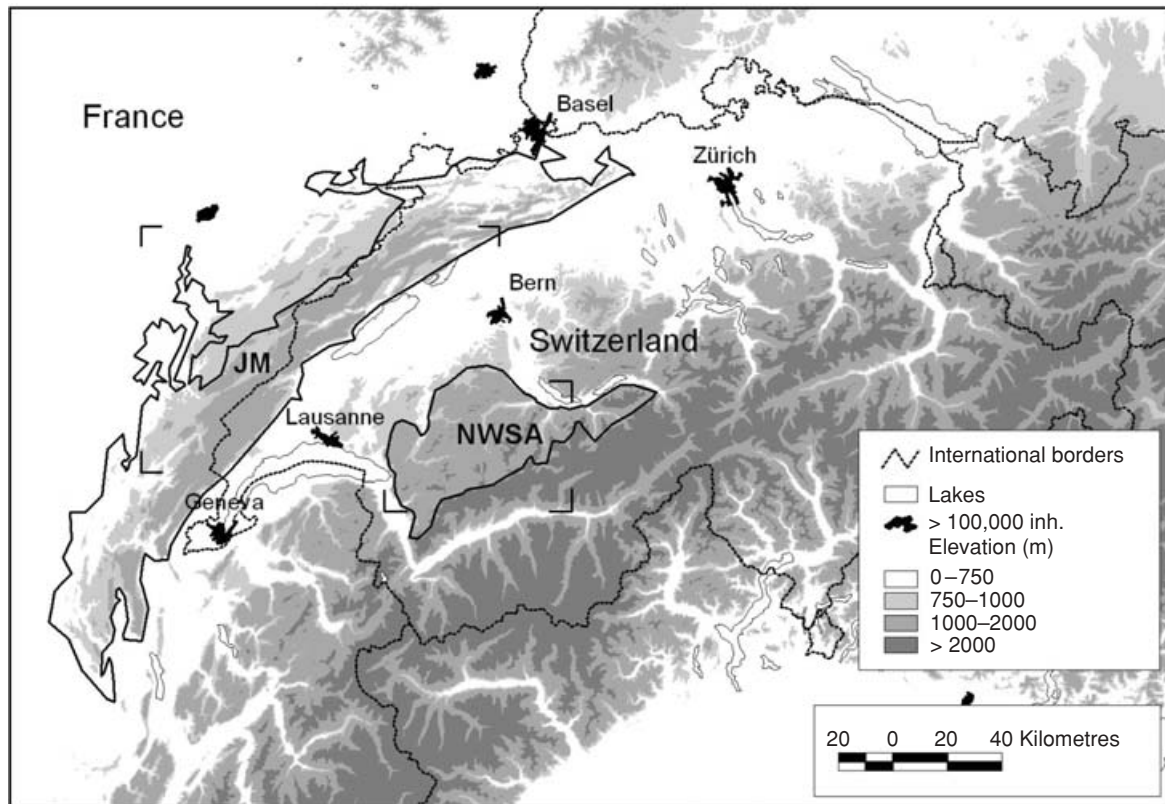 France
Basel
Zürich
Bern
Switzerland
JM
Lausanne
NWSA
Geneva
International borders
Lakes
> 100,000 inh.
Elevation (m)
0–750
750–1000
1000–2000
> 2000
20 0 20 40 Kilometres